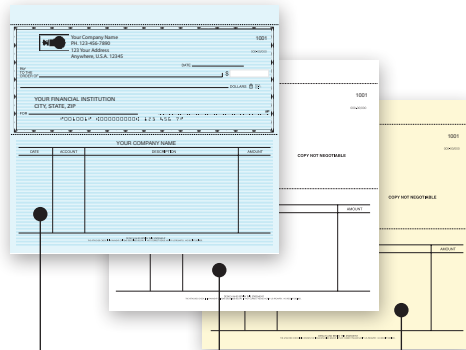 Your Company Name
PH. 123-456-7890
123 Your Address
Anywhere, U.S.A. 12345
1001
DATE
PAY
TO THE
ORDER OF
$
DOLLARS
YOUR FINANCIAL INSTITUTION
CITY, STATE, ZIP
FOR
YOUR COMPANY NAME
DATE ACCOUNT DESCRIPTION AMOUNT
1001
COPY NOT NEGOTIABLE
AMOUNT
1001
COPY NOT NEGOTIABLE
AMOUNT